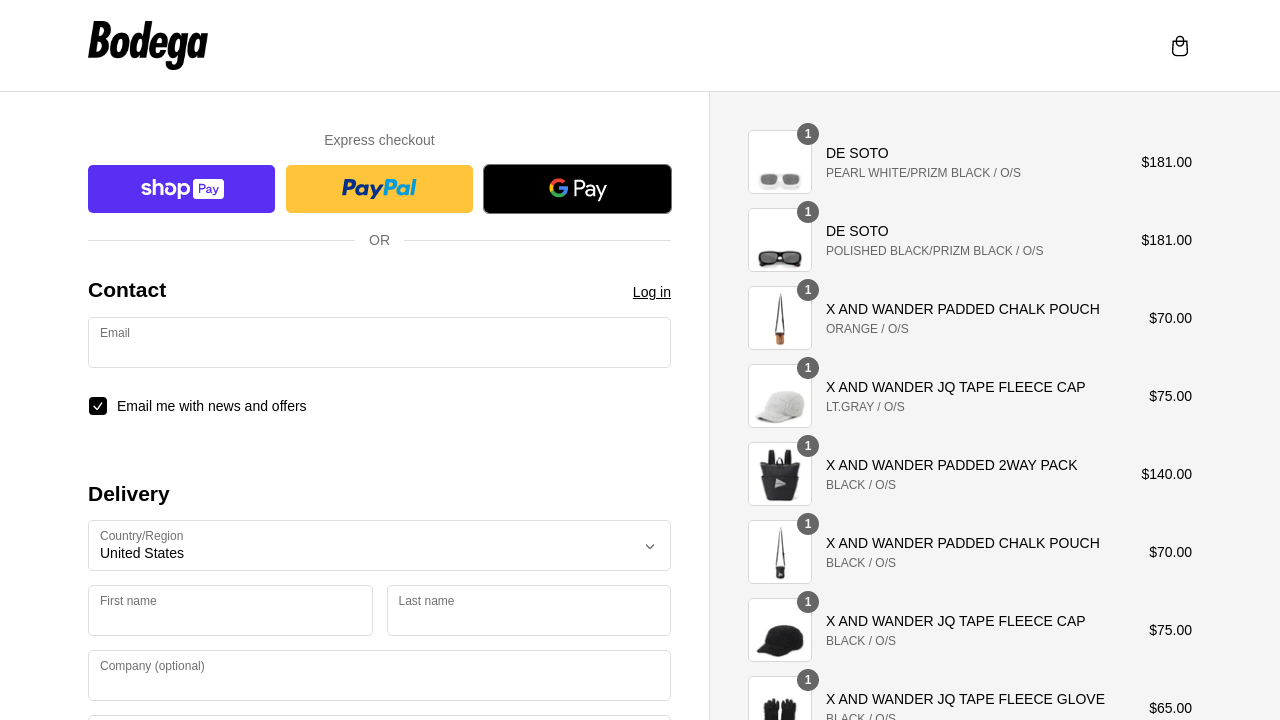 Bodega
Express checkout
shop Pay
PayPal
G Pay
OR
Contact
Log in
Email
Email me with news and offers
Delivery
Country/Region
United States
First name
Last name
Company (optional)
1
DE SOTO
PEARL WHITE/PRIZM BLACK / O/S
$181.00
1
DE SOTO
POLISHED BLACK/PRIZM BLACK / O/S
$181.00
1
X AND WANDER PADDED CHALK POUCH
ORANGE / O/S
$70.00
1
X AND WANDER JQ TAPE FLEECE CAP
LT.GRAY / O/S
$75.00
1
X AND WANDER PADDED 2WAY PACK
BLACK / O/S
$140.00
1
X AND WANDER PADDED CHALK POUCH
BLACK / O/S
$70.00
1
X AND WANDER JQ TAPE FLEECE CAP
BLACK / O/S
$75.00
1
X AND WANDER JQ TAPE FLEECE GLOVE
BLACK / O/S
$65.00